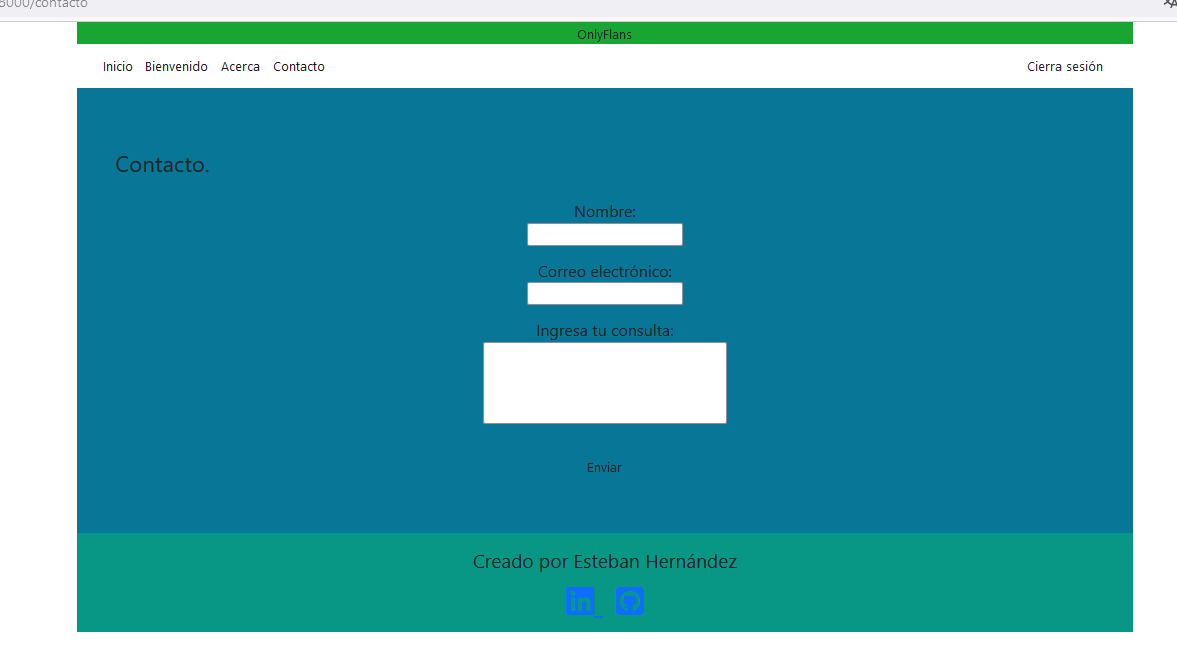 8000/contacto
OnlyFlans
Inicio Bienvenido Acerca Contacto Cierra sesión
Contacto.
Nombre:
Correo electrónico:
Ingresa tu consulta:
Enviar
Creado por Esteban Hernández
in